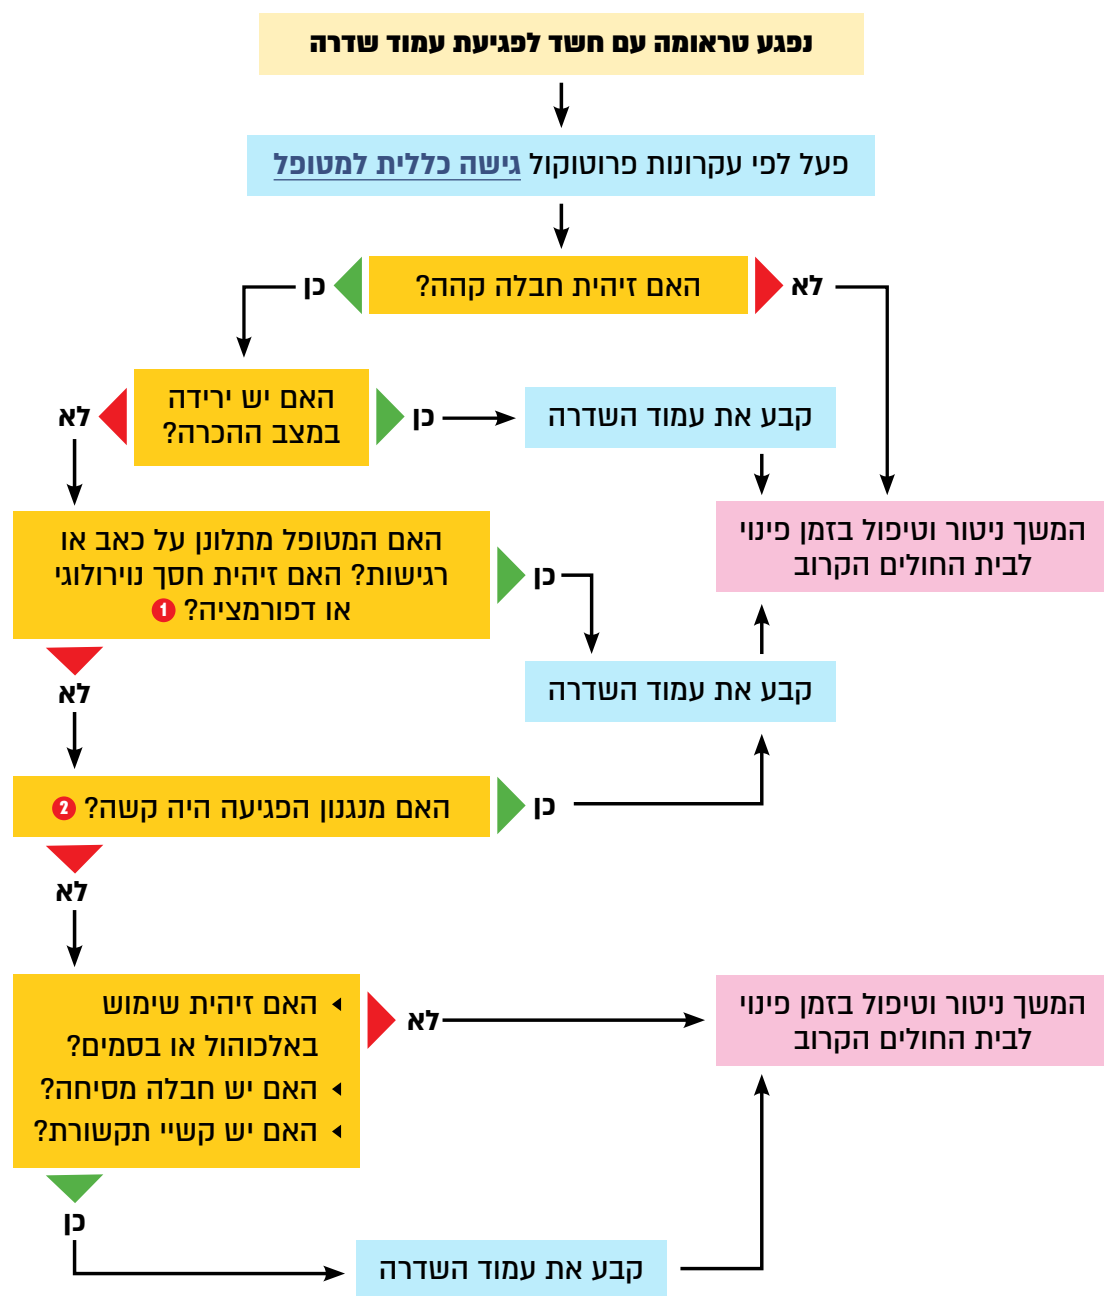 נפגע טראומה עם חשד לפגיעת עמוד שדרה
פעל לפי עקרונות פרוטוקול גישה כללית למטופל
האם זיהית חבלה קהה?
לא
כן
האם יש ירידה
במצב ההכרה?
כן
לא
קבע את עמוד השדרה
המשך ניטור וטיפול בזמן פינוי
לבית החולים הקרוב
האם המטופל מתלונן על כאב או
רגישות? האם זיהית חסך נוירולוגי
או דפורמציה? 1
כן
לא
קבע את עמוד השדרה
האם מנגנון הפגיעה היה קשה? 2
כן
לא
האם זיהית שימוש
באלכוהול או בסמים?
האם יש חבלה מסיחה?
האם יש קשיי תקשורת?
לא
כן
המשך ניטור וטיפול בזמן פינוי
לבית החולים הקרוב
קבע את עמוד השדרה